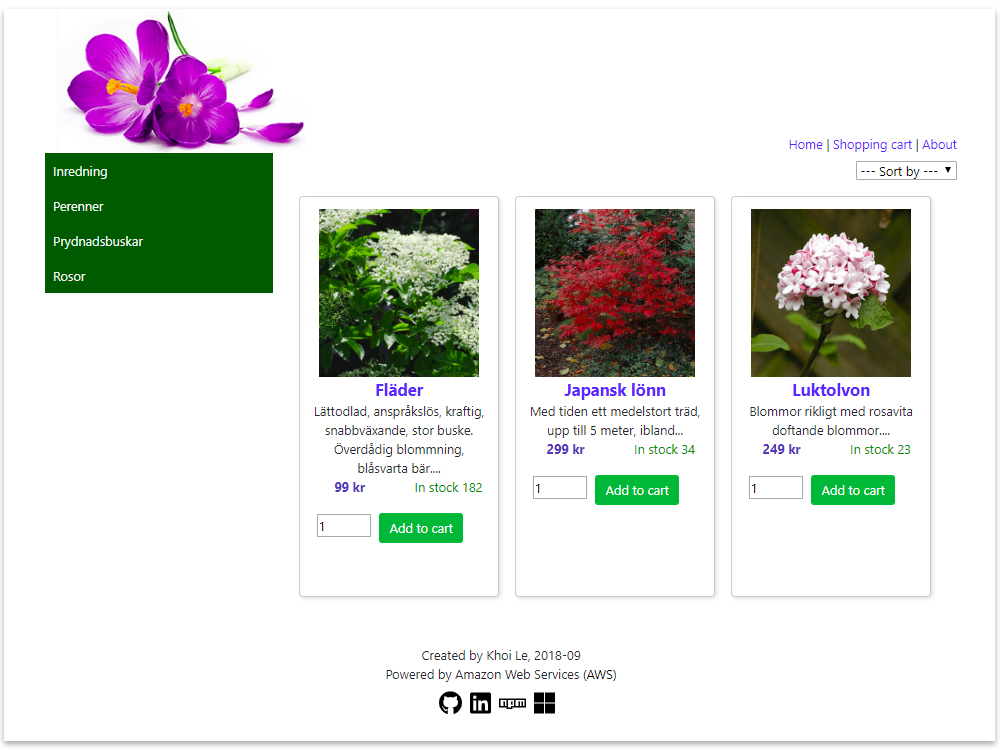 Home | Shopping cart | About
--- Sort by ---
Inredning
Perenner
Prydnadsbuskar
Rosor
Fläder
Lättodlad, anspråkslös, kraftig,
snabbväxande, stor buske.
Överdådig blommning,
blåsvarta bär....
99 kr In stock 182
1 Add to cart
Japansk lönn
Med tiden ett medelstort träd,
upp till 5 meter, ibland...
299 kr In stock 34
1 Add to cart
Luktolvon
Blommor rikligt med rosavita
doftande blommor....
249 kr In stock 23
1 Add to cart
Created by Khoi Le, 2018-09
Powered by Amazon Web Services (AWS)
in npm